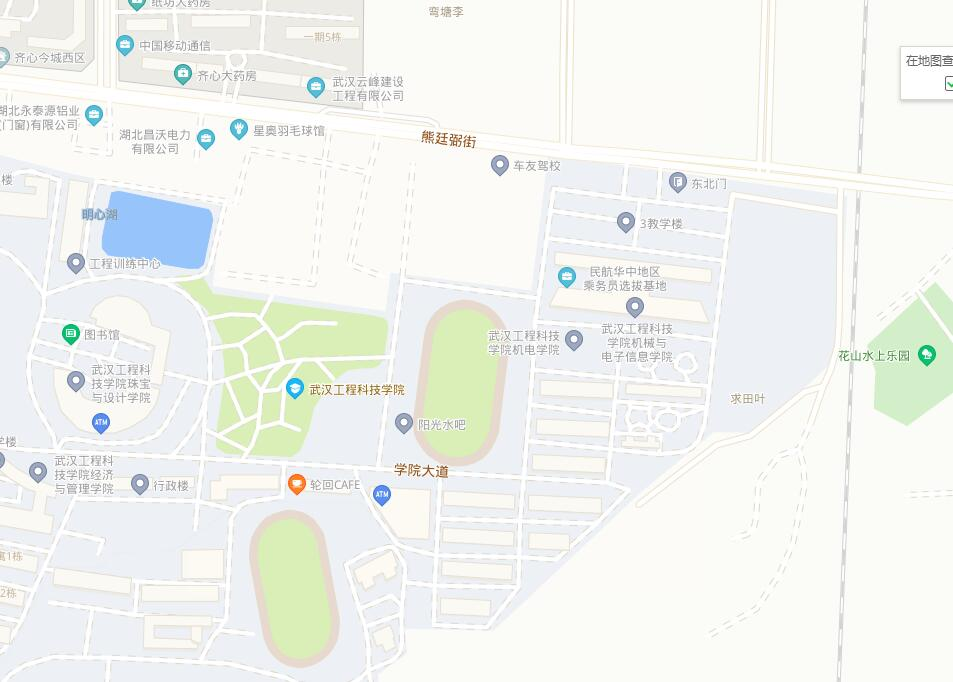 纸坊大药房
弯塘李
一期5栋
中国移动通信
齐心今城西区
齐心大药房
武汉云峰建设
工程有限公司
在地图查
湖北永泰源铝业
(门窗)有限公司
湖北昌沃电力
有限公司
星奥羽毛球馆
熊廷弼街
车友驾校
东北门
楼
明心湖
3教学楼
工程训练中心
民航华中地区
乘务员选拔基地
图书馆
武汉工程科技
学院机电学院
武汉工程科技
学院机械与
电子信息学院
花山水上乐园
武汉工程科
技学院珠宝
与设计学院
武汉工程科技学院
求田叶
ATM
阳光水吧
学楼
武汉工程科
技学院经济
与管理学院
行政楼
轮回CAFE
学院大道
ATM
寓1栋
2栋